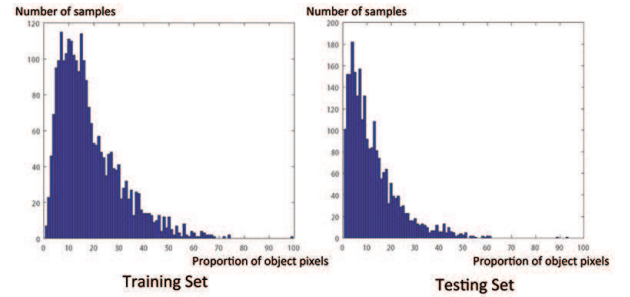 Number of samples
120
100
80
60
40
20
0
0 10 20 30 40 50 60 70 80 90 100
Proportion of object pixels
Training Set
Number of samples
200
180
160
140
120
100
80
60
40
20
0
0 10 20 30 40 50 60 70 80 90 100
Proportion of object pixels
Testing Set